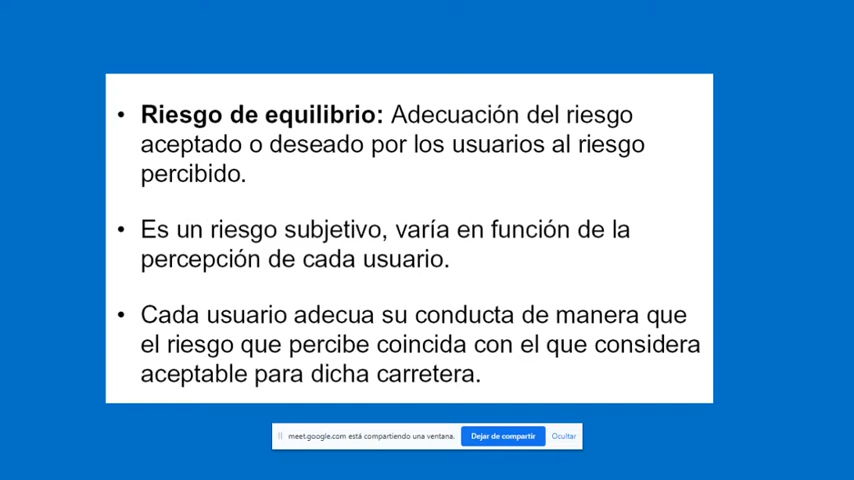 • Riesgo de equilibrio: Adecuación del riesgo
aceptado o deseado por los usuarios al riesgo
percibido.
• Es un riesgo subjetivo, varía en función de la
percepción de cada usuario.
• Cada usuario adecua su conducta de manera que
el riesgo que percibe coincida con el que considera
aceptable para dicha carretera.
meet.google.com está compartiendo una ventana. Dejar de compartir Ocultar